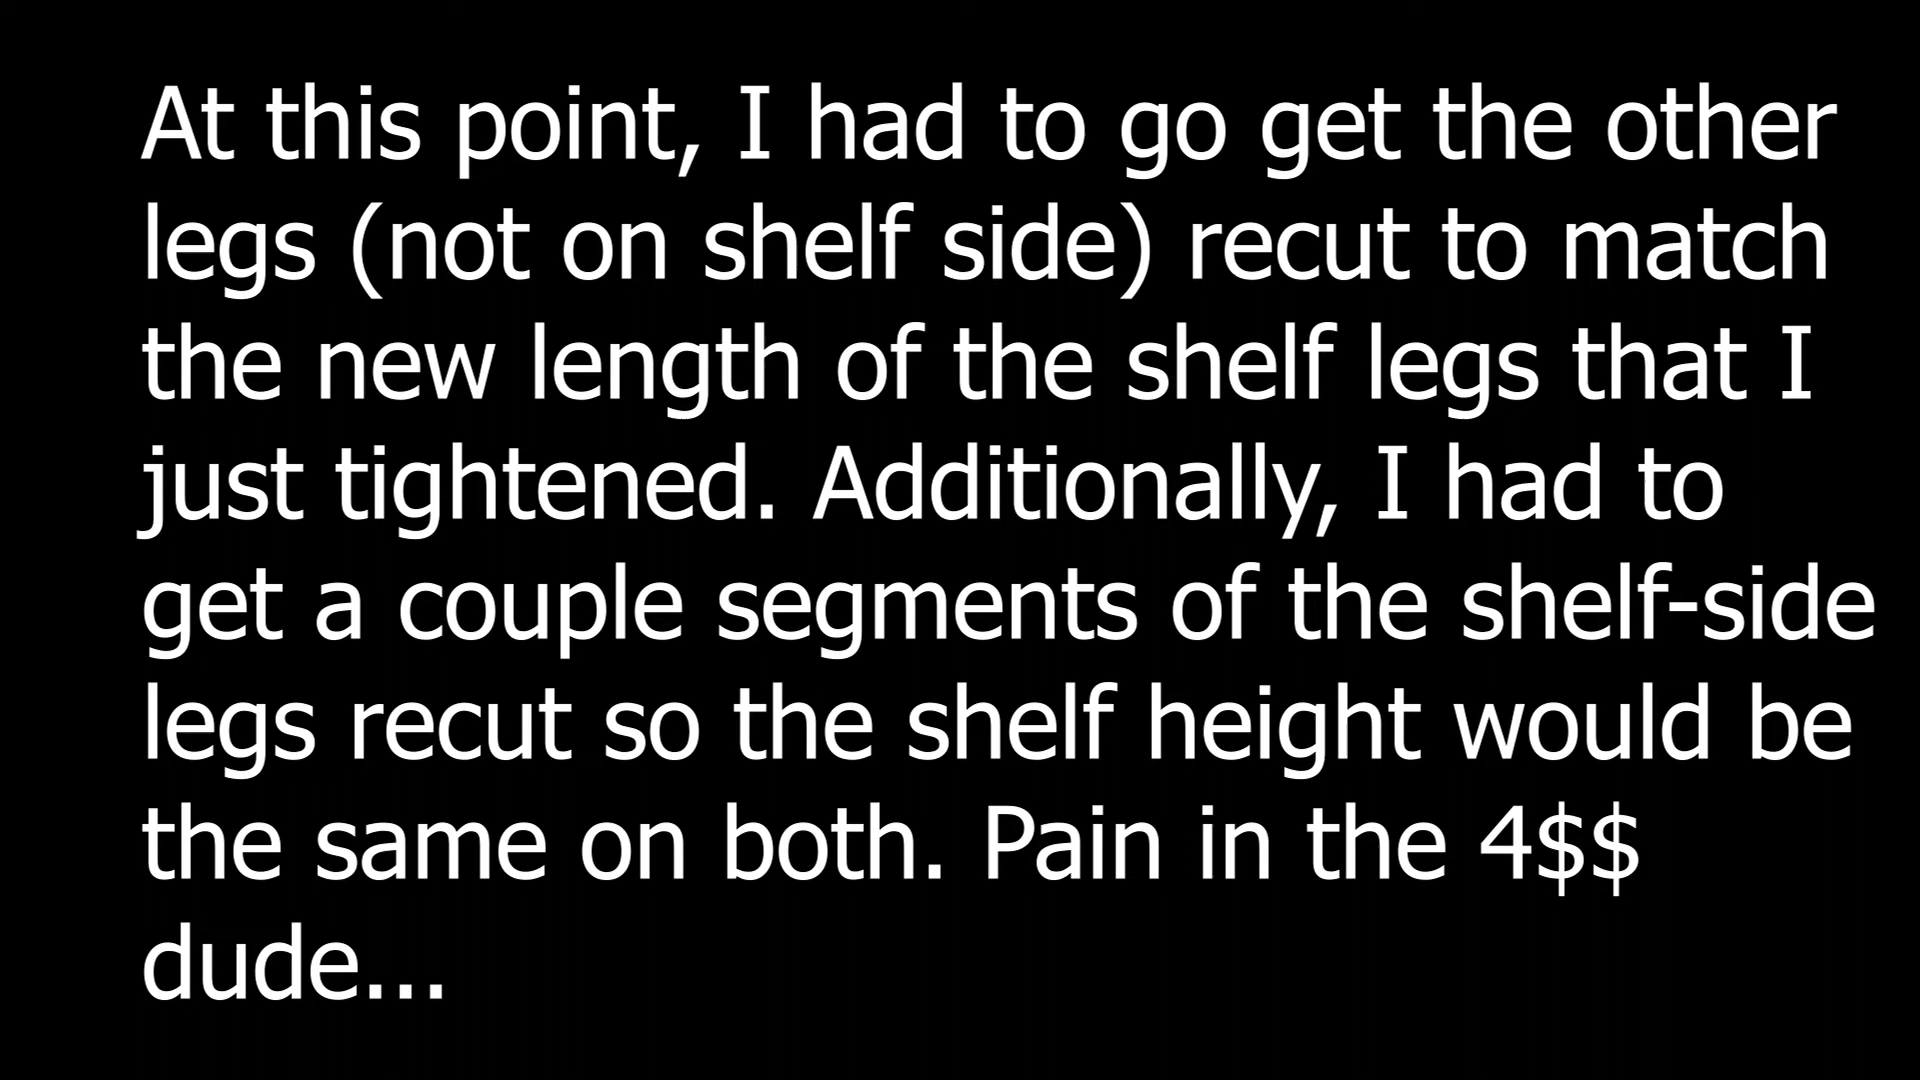 At this point, I had to go get the other
legs (not on shelf side) recut to match
the new length of the shelf legs that I
just tightened. Additionally, I had to
get a couple segments of the shelf-side
legs recut so the shelf height would be
the same on both. Pain in the 4$$
dude...